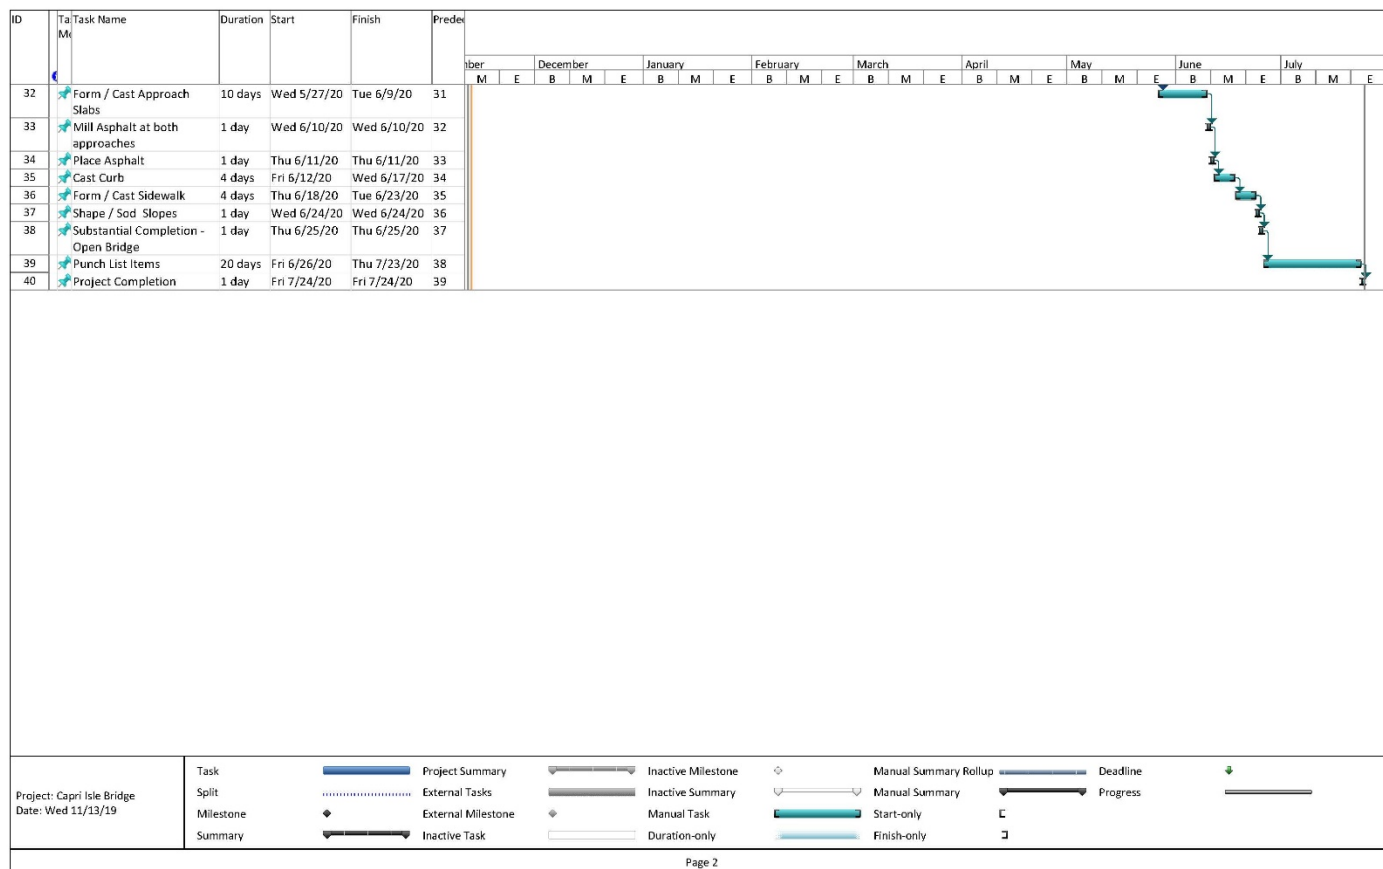 ID Ta Task Name Duration Start Finish Prede
Mo
ber December January February March April May June July
M E B M E B M E B M E B M E B M E B M E B M E B M E
32 Form / Cast Approach 10 days Wed 5/27/20 Tue 6/9/20 31
Slabs
33 Mill Asphalt at both 1 day Wed 6/10/20 Wed 6/10/20 32
approaches
34 Place Asphalt 1 day Thu 6/11/20 Thu 6/11/20 33
35 Cast Curb 4 days Fri 6/12/20 Wed 6/17/20 34
36 Form / Cast Sidewalk 4 days Thu 6/18/20 Tue 6/23/20 35
37 Shape / Sod Slopes 1 day Wed 6/24/20 Wed 6/24/20 36
38 Substantial Completion - 1 day Thu 6/25/20 Thu 6/25/20 37
Open Bridge
39 Punch List Items 20 days Fri 6/26/20 Thu 7/23/20 38
40 Project Completion 1 day Fri 7/24/20 Fri 7/24/20 39
Project: Capri Isle Bridge
Date: Wed 11/13/19
Task Project Summary Inactive Milestone Manual Summary Rollup Deadline
Split External Tasks Inactive Summary Manual Summary Progress
Milestone External Milestone Manual Task Start-only
Summary Inactive Task Duration-only Finish-only
Page 2